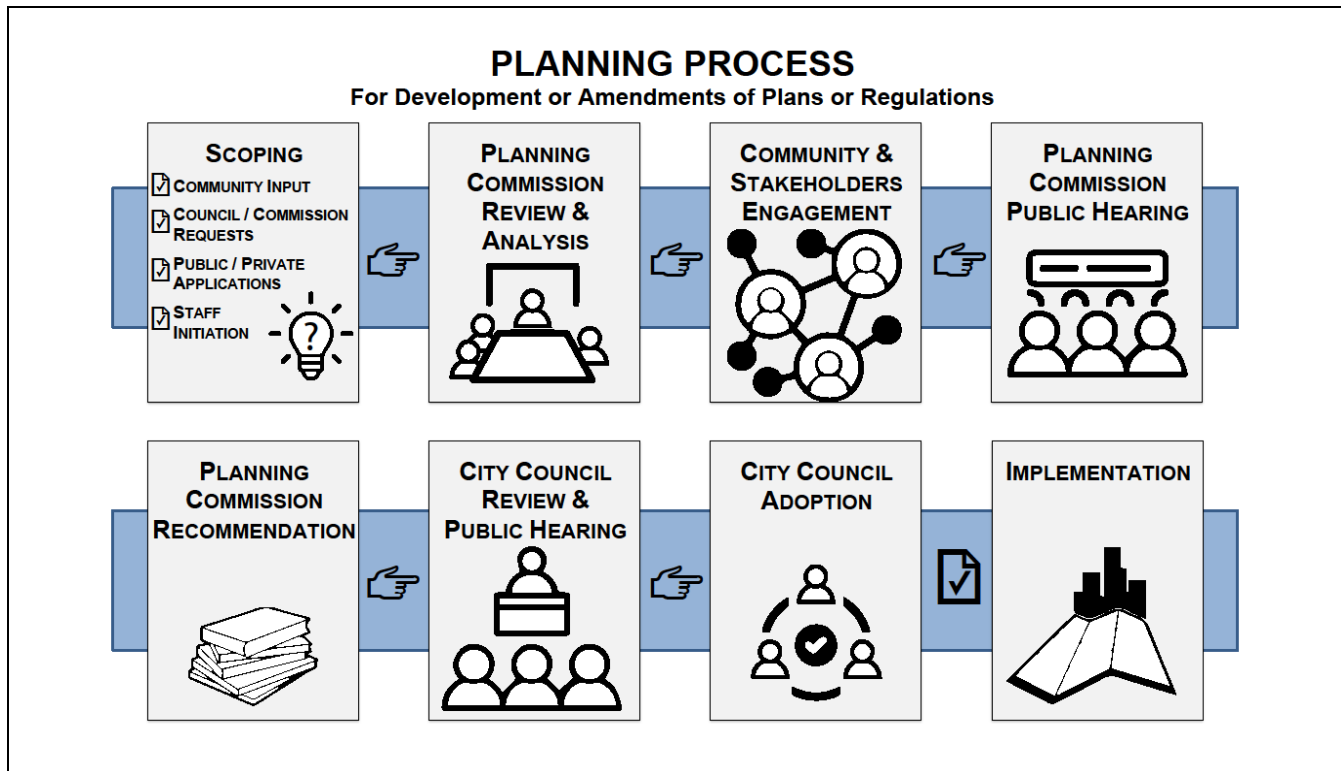 PLANNING PROCESS
For Development or Amendments of Plans or Regulations
SCOPING
COMMUNITY INPUT
COUNCIL / COMMISSION
REQUESTS
PUBLIC / PRIVATE
APPLICATIONS
STAFF
INITIATION
?
PLANNING
COMMISSION
REVIEW &
ANALYSIS
COMMUNITY &
STAKEHOLDERS
ENGAGEMENT
PLANNING
COMMISSION
PUBLIC HEARING
PLANNING
COMMISSION
RECOMMENDATION
CITY COUNCIL
REVIEW &
PUBLIC HEARING
CITY COUNCIL
ADOPTION
IMPLEMENTATION